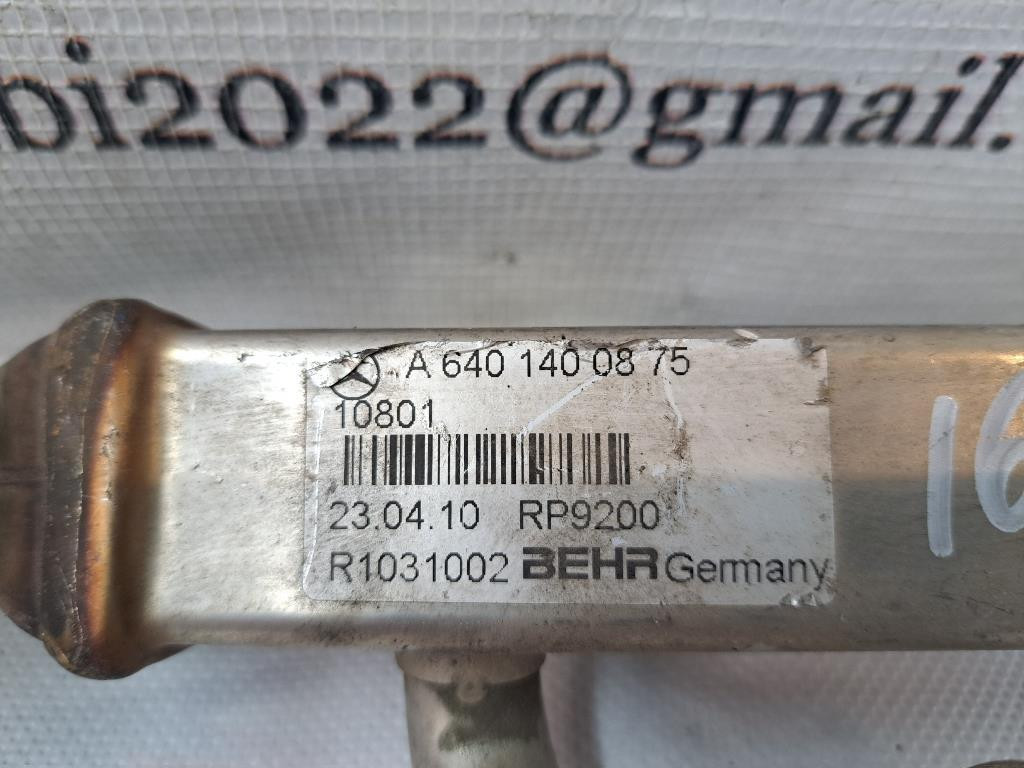 bi2022@gmail.
A 640 140 08 75
10801
23.04.10 RP9200
R1031002 BEHR Germany
16